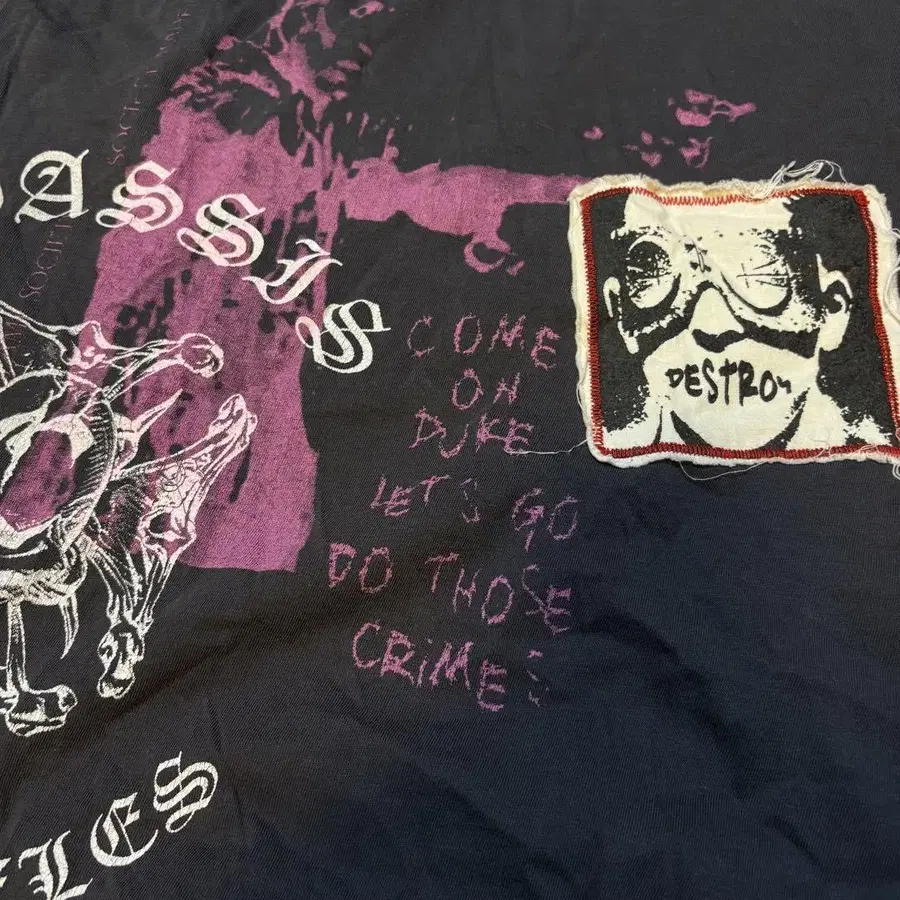 ASSIS
COME
ON
DUKE
LET'S GO
DO THOSE
CRiMES
DESTROY
LES